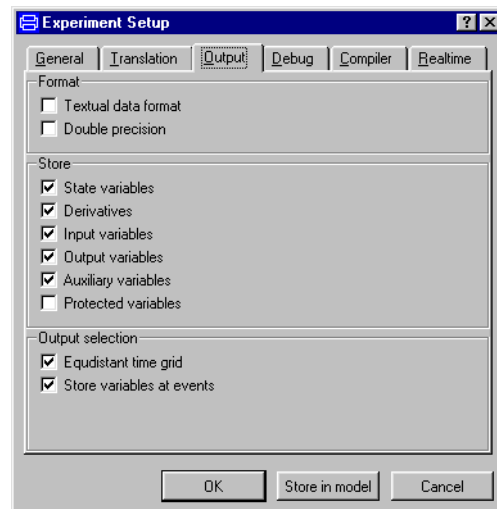 Experiment Setup
General Translation Output Debug Compiler Realtime
Format
Textual data format
Double precision
Store
State variables
Derivatives
Input variables
Output variables
Auxiliary variables
Protected variables
Output selection
Equdistant time grid
Store variables at events
OK Store in model Cancel